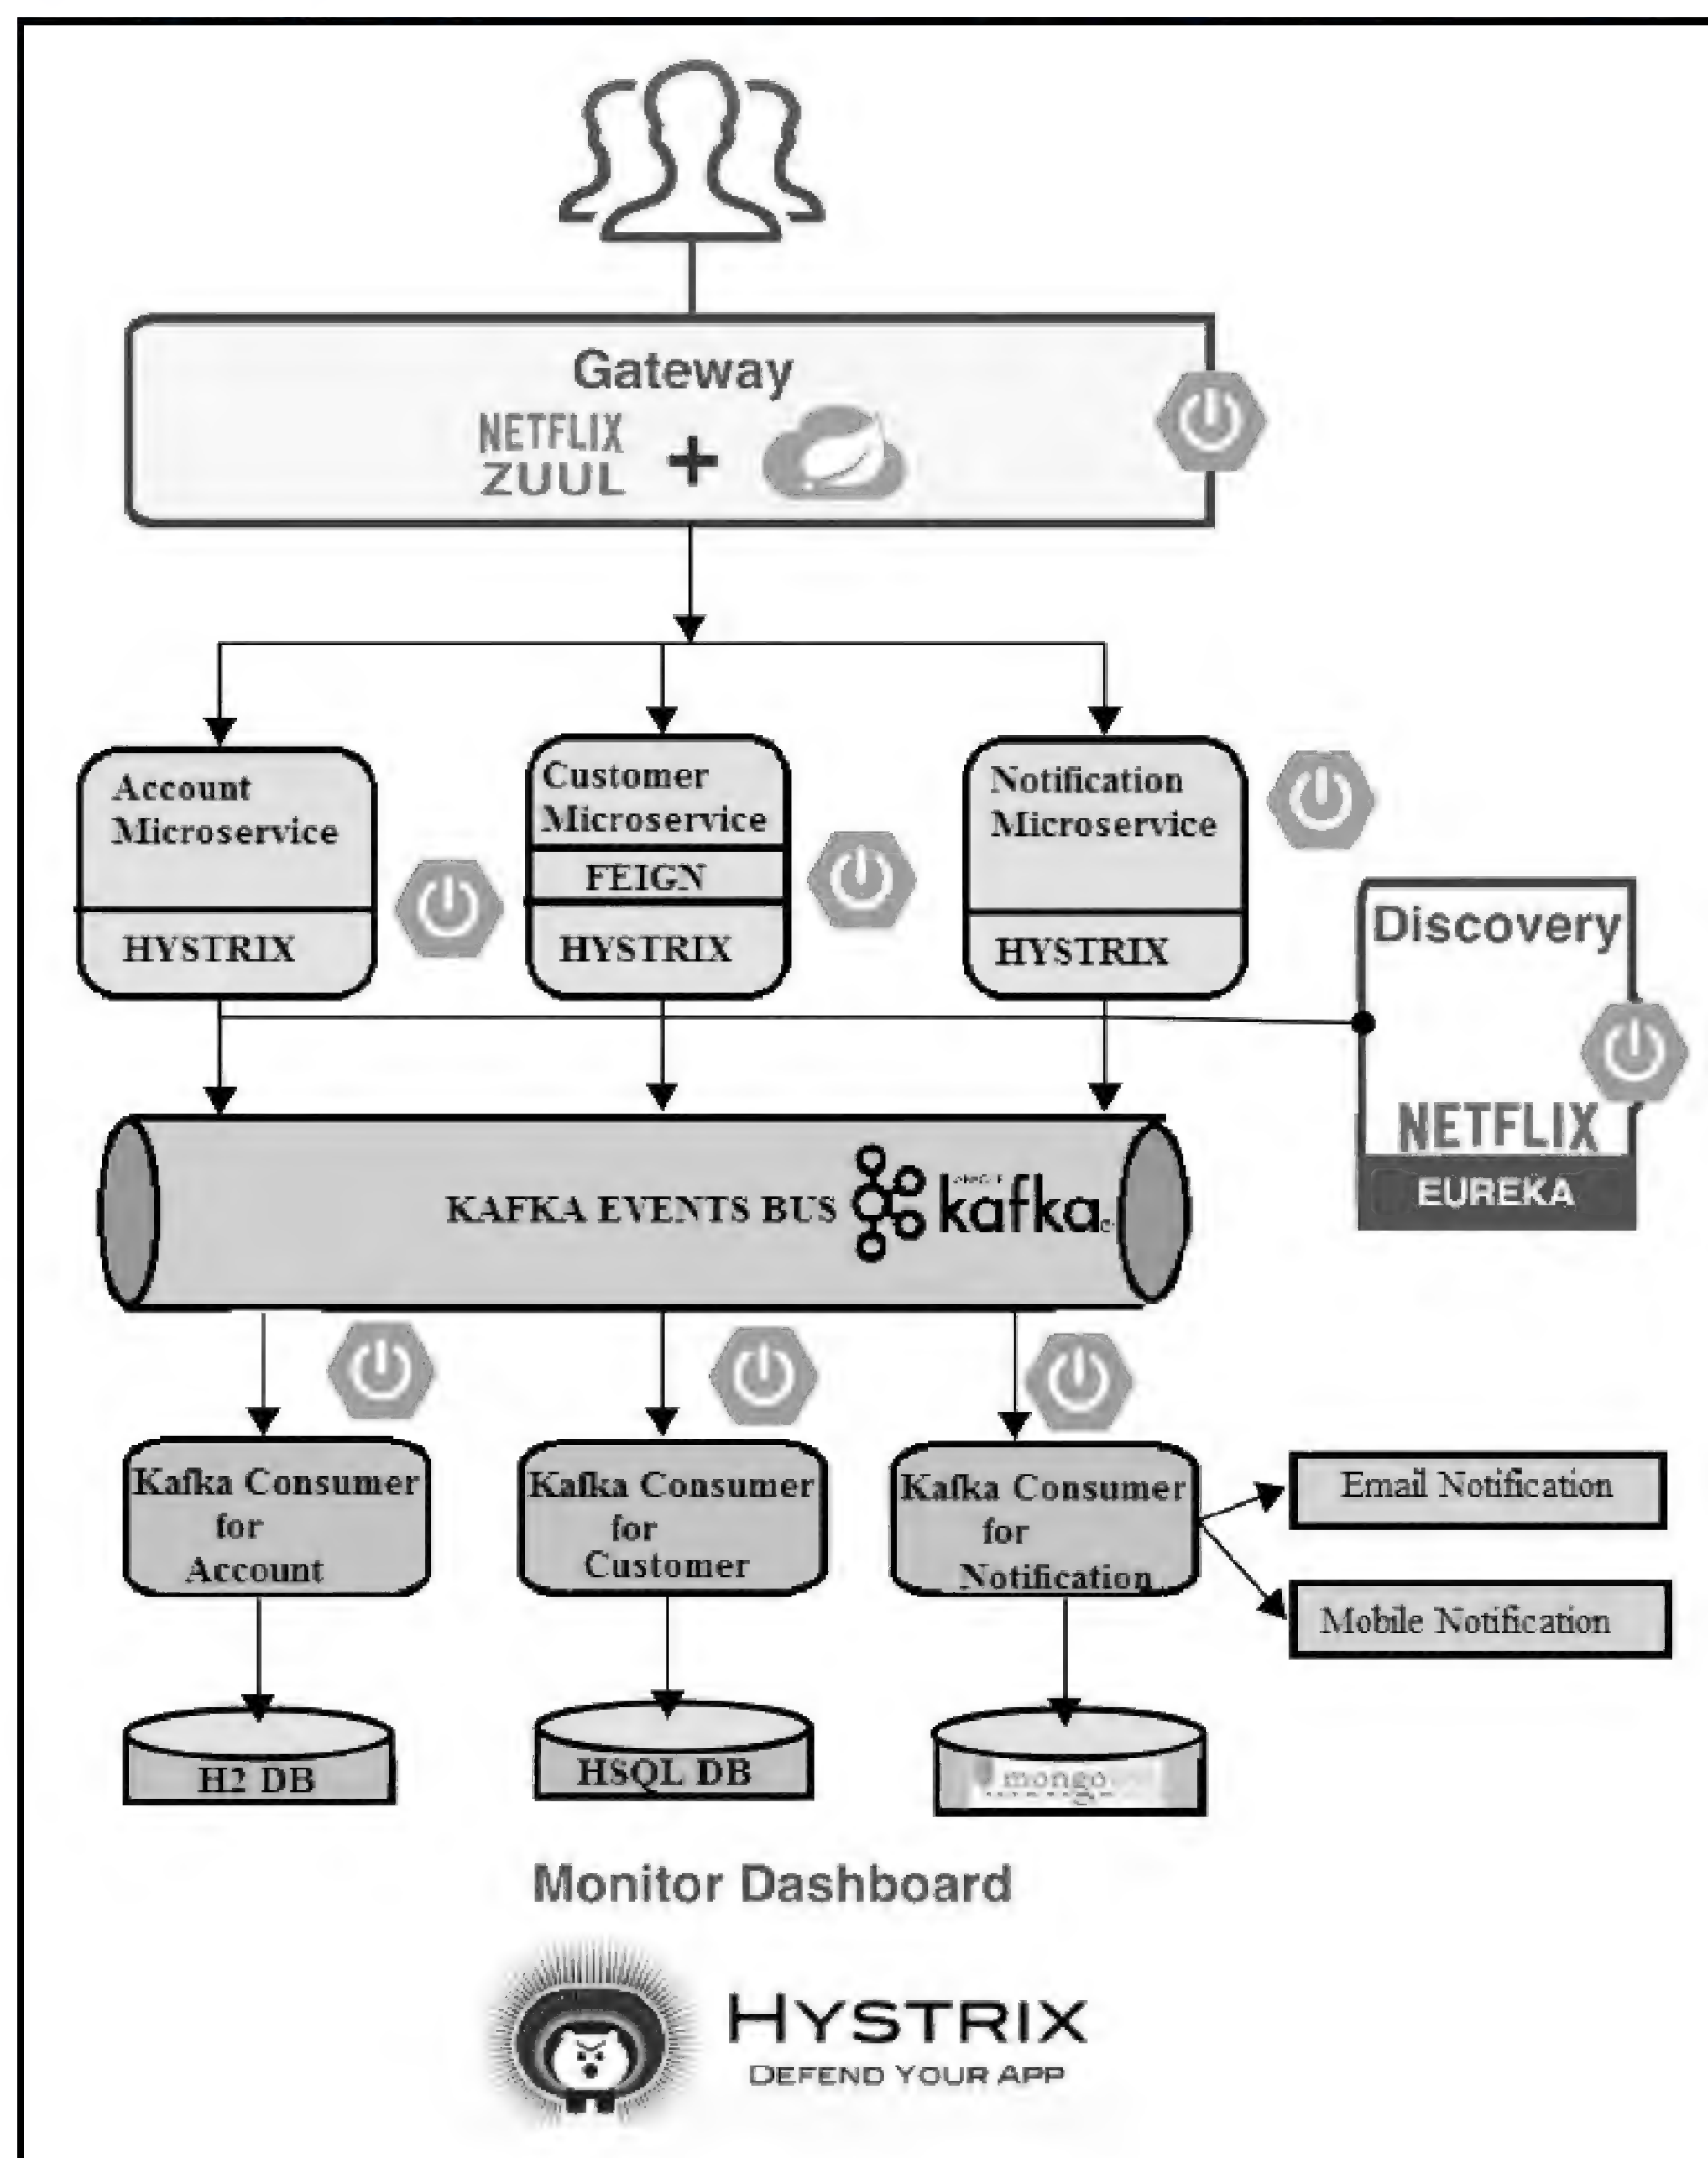 Gateway
NETFLIX
ZUUL
+
Account
Microservice
HYSTRIX
Customer
Microservice
FEIGN
HYSTRIX
Notification
Microservice
HYSTRIX
Discovery
NETFLIX
EUREKA
KAFKA EVENTS BUS
kafka
Kafka Consumer
for
Account
Kafka Consumer
for
Customer
Kafka Consumer
for
Notification
Email Notification
Mobile Notification
H2 DB
HSQL DB
mongo
Monitor Dashboard
HYSTRIX
DEFEND YOUR APP